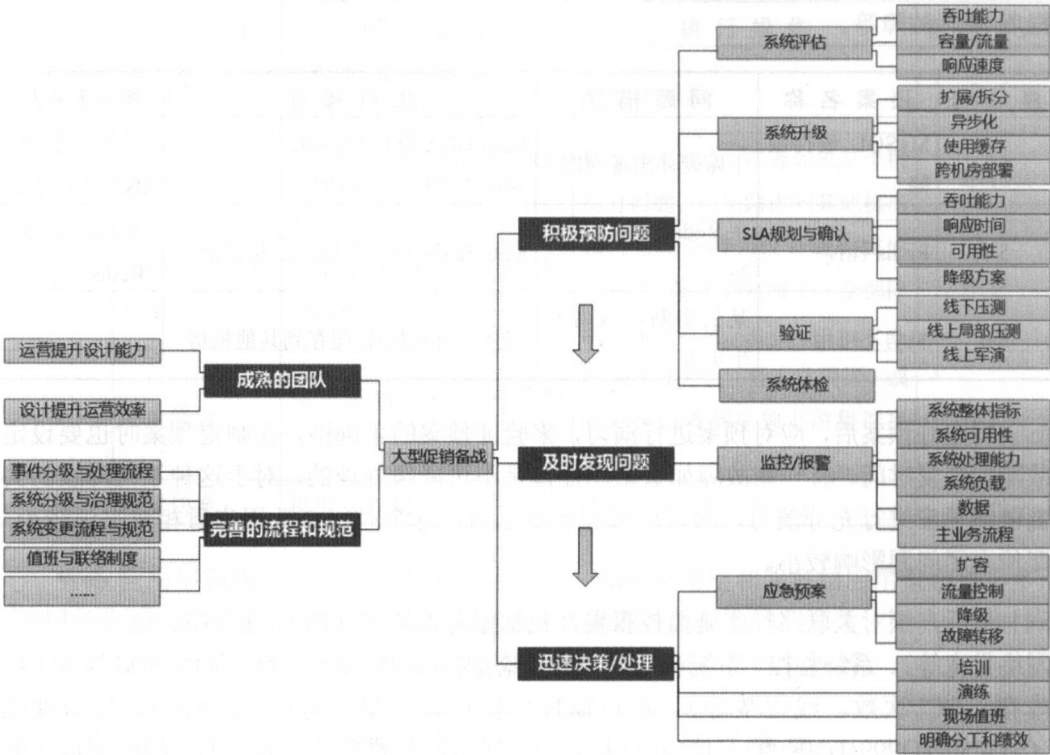 运营提升设计能力
设计提升运营效率
成熟的团队
事件分级与处理流程
系统分级与治理规范
系统变更流程与规范
值班与联络制度
……
完善的流程和规范
大型促销备战
积极预防问题
系统评估
吞吐能力
容量/流量
响应速度
系统升级
扩展/拆分
异步化
使用缓存
跨机房部署
SLA规划与确认
吞吐能力
响应时间
可用性
降级方案
验证
线下压测
线上局部压测
线上军演
系统体检
及时发现问题
监控/报警
系统整体指标
系统可用性
系统处理能力
系统负载
数据
主业务流程
迅速决策/处理
应急预案
扩容
流量控制
降级
故障转移
培训
演练
现场值班
明确分工和绩效